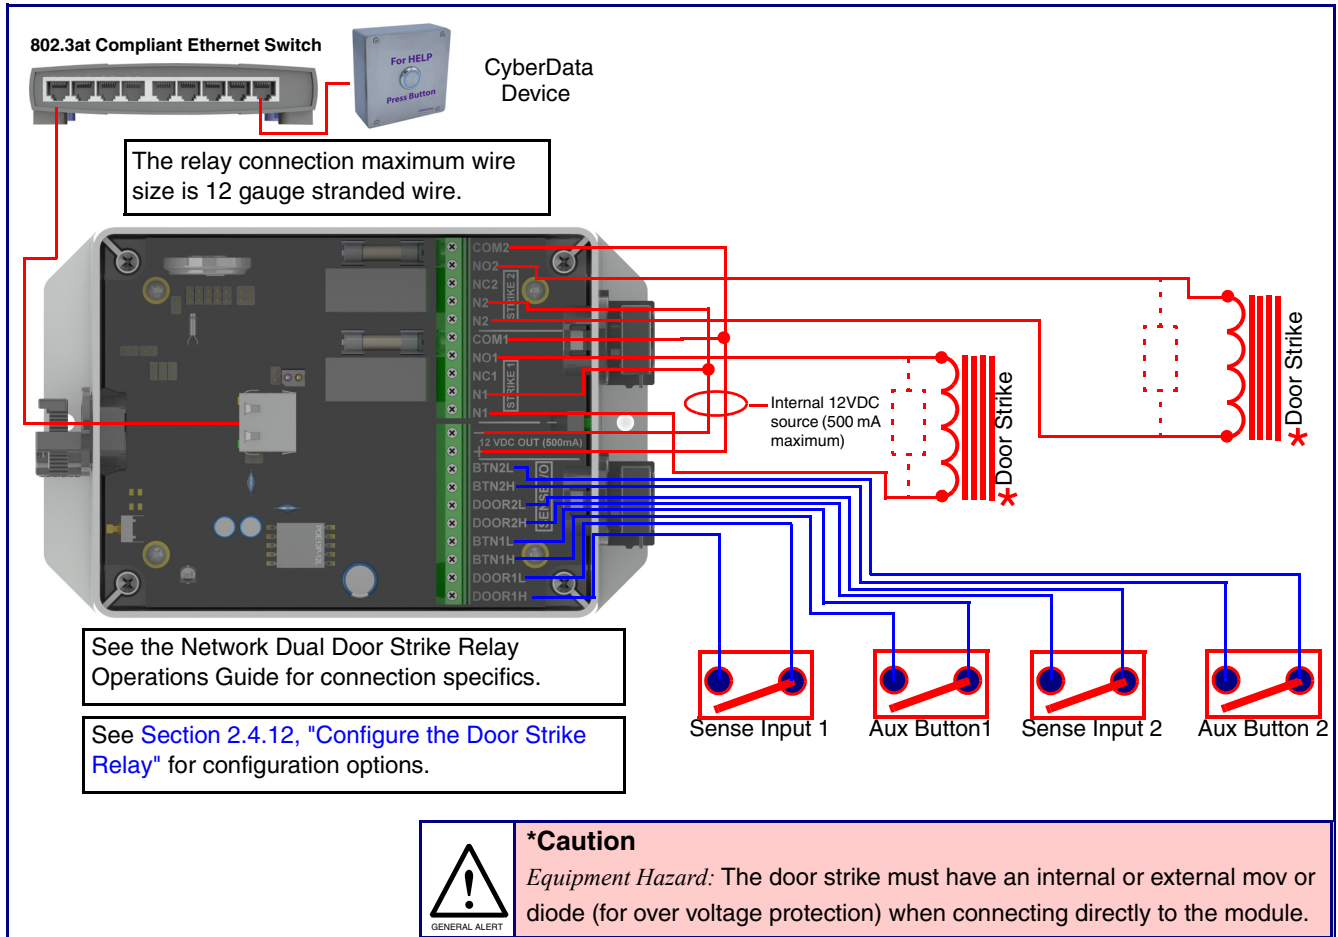 802.3at Compliant Ethernet Switch
For HELP
Press Button
CyberData
Device
The relay connection maximum wire
size is 12 gauge stranded wire.
COM2
NO2
NC2
N2
N2
STRIKE 2
COM1
NO1
NC1
N1
N1
STRIKE 1
12 VDC OUT (500mA)
+
BTN2L
BTN2H
DOOR2L
DOOR2H
BTN1L
BTN1H
DOOR1L
DOOR1H
Internal 12VDC
source (500 mA
maximum)
*Door Strike
*Door Strike
Sense Input 1
Aux Button1
Sense Input 2
Aux Button 2
See the Network Dual Door Strike Relay
Operations Guide for connection specifics.
See Section 2.4.12, "Configure the Door Strike
Relay" for configuration options.
GENERAL ALERT
*Caution
Equipment Hazard: The door strike must have an internal or external mov or
diode (for over voltage protection) when connecting directly to the module.